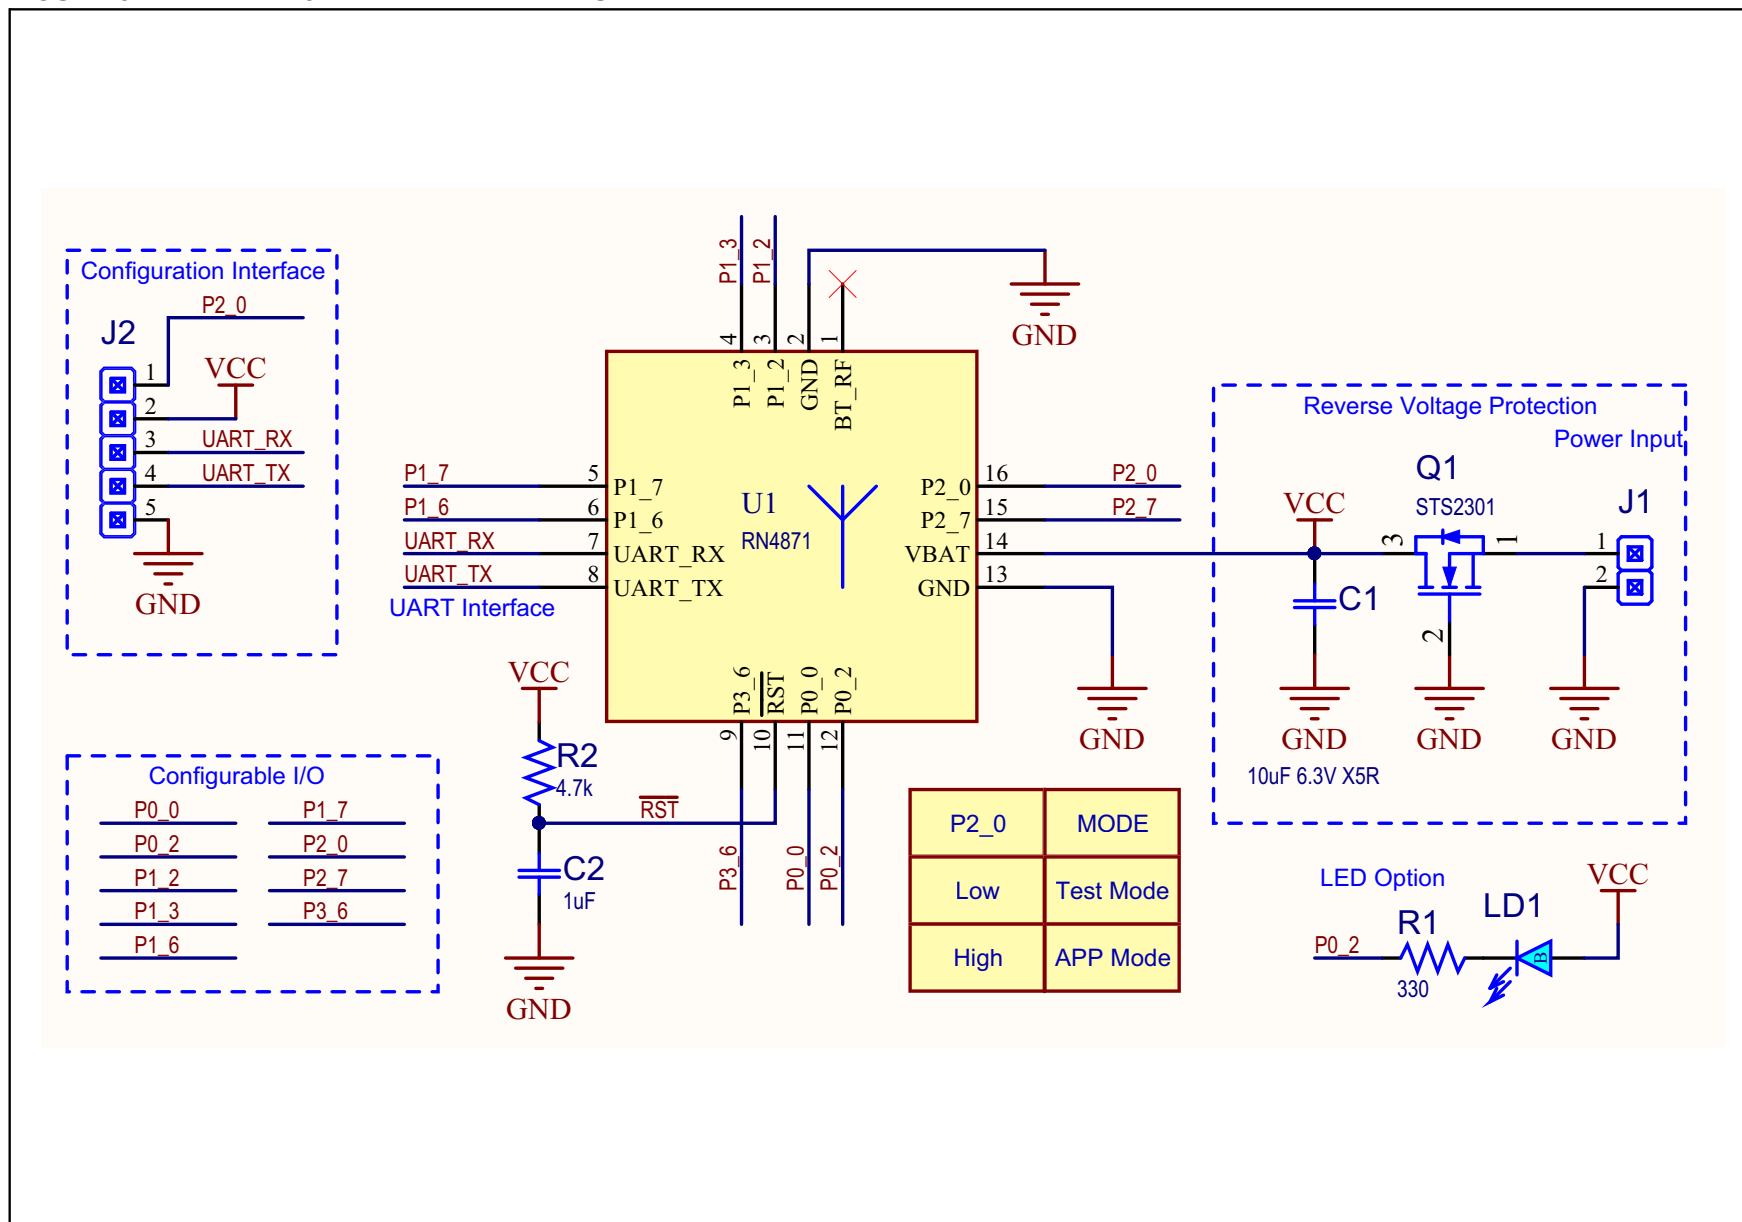 Configuration Interface
P2_0
J2
VCC
1
2
3
UART_RX
4
UART_TX
5
GND
P1_3
P1_2
GND
4
3
2
1
P1_3
P1_2
GND
BT_RF
P1_7
5
P1_7
P1_6
6
P1_6
UART_RX
7
UART_RX
UART_TX
8
UART_TX
UART Interface
U1
RN4871
P2_0
16
P2_0
P2_7
15
P2_7
VBAT
14
GND
13
GND
P3_6
RST
P0_0
P0_2
9
10
11
12
P3_6
P0_0
P0_2
VCC
R2
4.7k
RST
C2
1uF
GND
Reverse Voltage Protection
Power Input
Q1
STS2301
J1
VCC
3
1
1
2
2
C1
GND
GND
GND
10uF 6.3V X5R
Configurable I/O
P0_0
P1_7
P0_2
P2_0
P1_2
P2_7
P1_3
P3_6
P1_6
P2_0
MODE
Low
Test Mode
High
APP Mode
LED Option
VCC
R1
LD1
P0_2
B
330